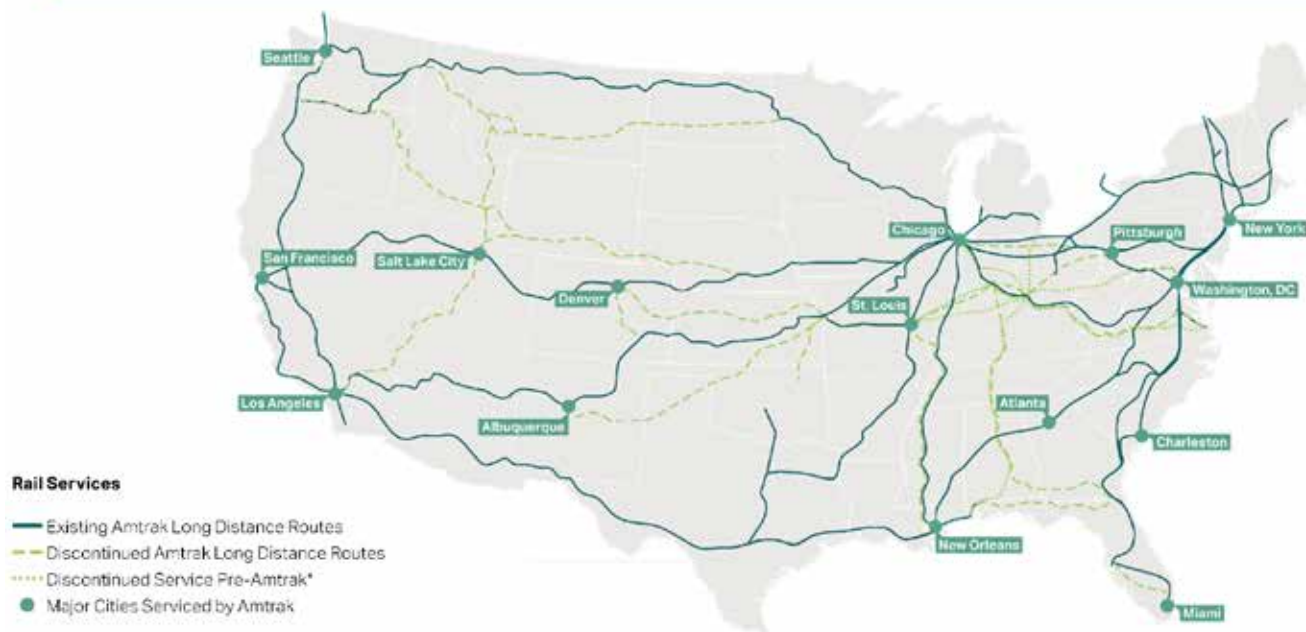 Seattle
Chicago
Pittsburgh
New York
San Francisco
Salt Lake City
Denver
St. Louis
Washington, DC
Los Angeles
Albuquerque
Atlanta
Charleston
New Orleans
Miami
Rail Services
Existing Amtrak Long Distance Routes
Discontinued Amtrak Long Distance Routes
Discontinued Service Pre-Amtrak*
Major Cities Serviced by Amtrak